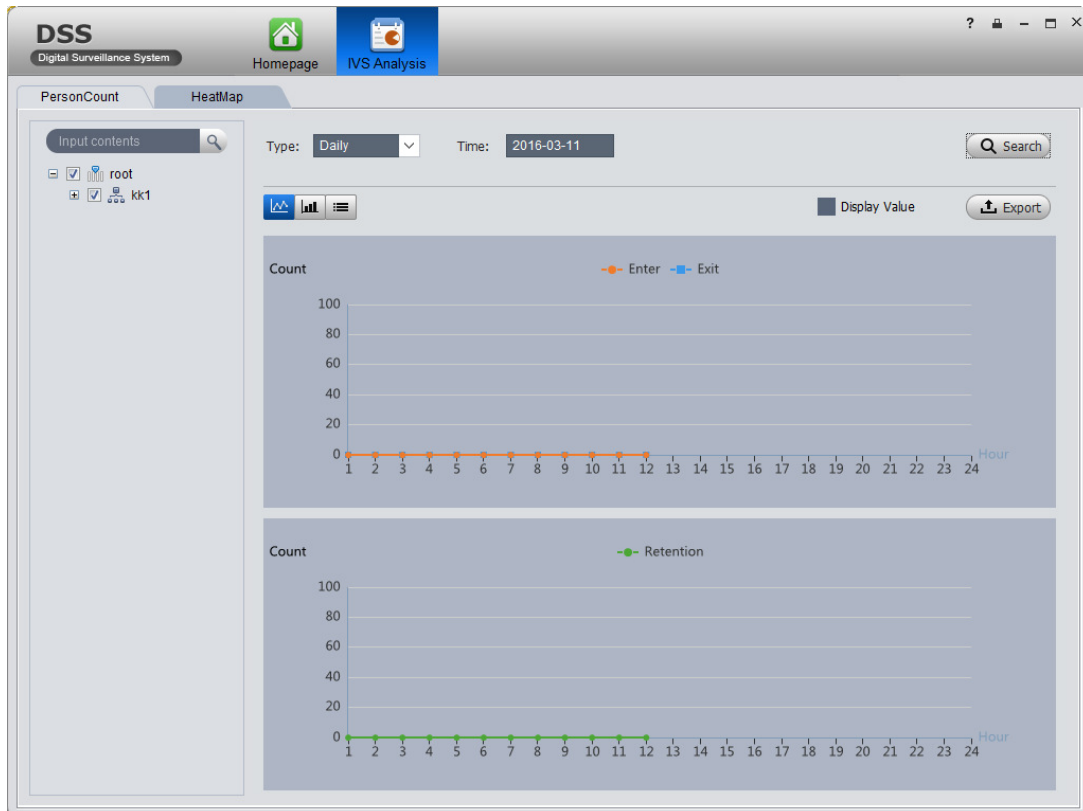 DSS
Digital Surveillance System
Homepage
IVS Analysis
?
PersonCount
HeatMap
Input contents
root
kk1
Type: Daily Time: 2016-03-11 Search
Display Value Export
Count Enter Exit
100
80
60
40
20
0 Hour
1 2 3 4 5 6 7 8 9 10 11 12 13 14 15 16 17 18 19 20 21 22 23 24
Count Retention
100
80
60
40
20
0 Hour
1 2 3 4 5 6 7 8 9 10 11 12 13 14 15 16 17 18 19 20 21 22 23 24